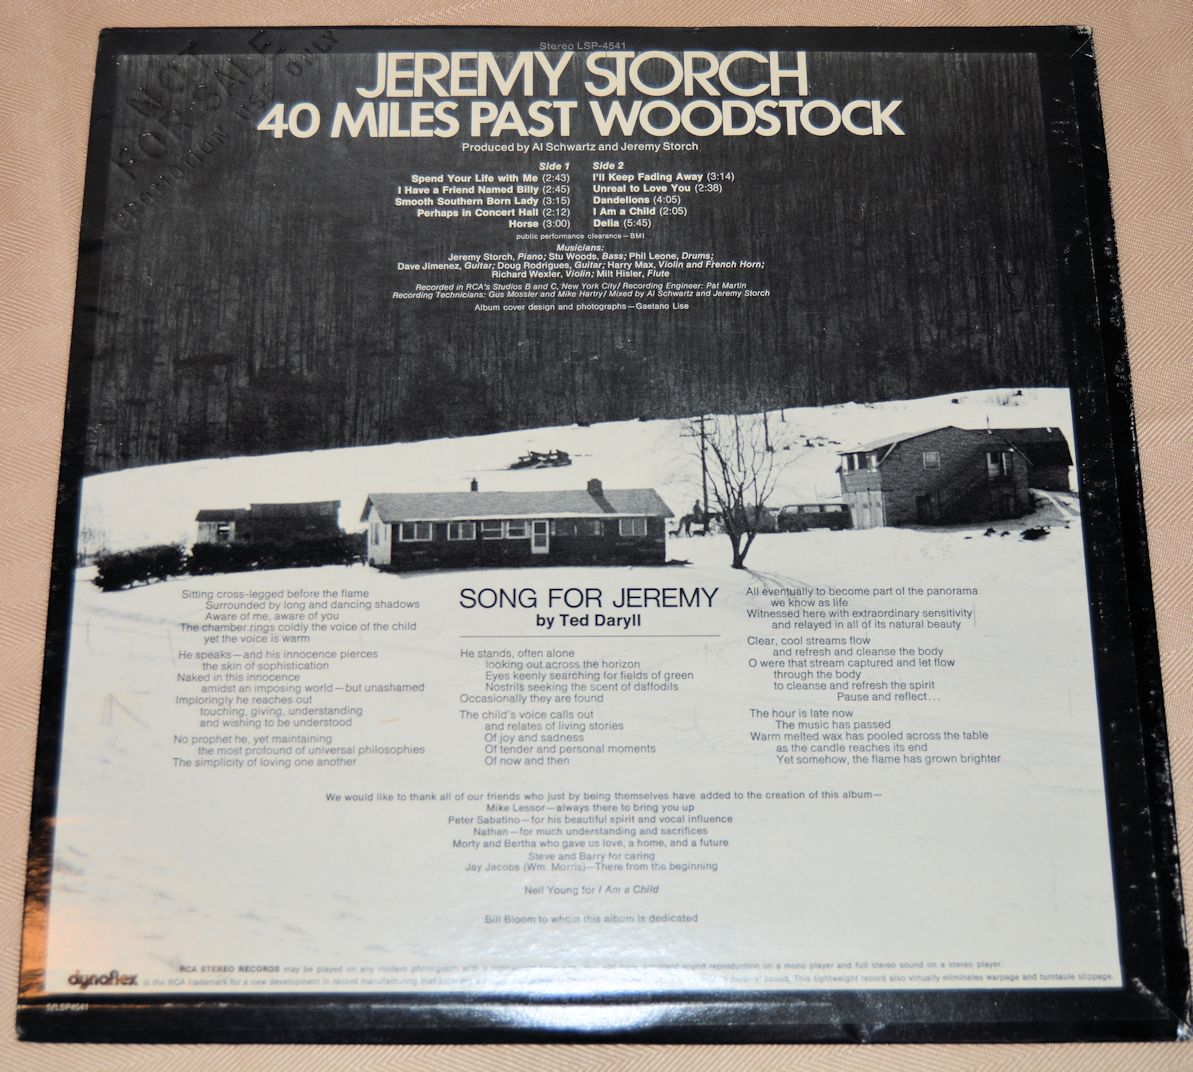 NOT
FOR SALE
PROMOTION USE ONLY
Stereo LSP-4541
JEREMY STORCH
40 MILES PAST WOODSTOCK
Produced by Al Schwartz and Jeremy Storch
Side 1
Spend Your Life with Me (2:43)
I Have a Friend Named Billy (2:45)
Smooth Southern Born Lady (3:15)
Perhaps in Concert Hall (2:12)
Horse (3:00)
Side 2
I'll Keep Fading Away (3:14)
Unreal to Love You (2:38)
Dandelions (4:05)
I Am a Child (2:05)
Delia (5:45)
public performance clearance—BMI
Musicians:
Jeremy Storch, Piano; Stu Woods, Bass; Phil Leone, Drums;
Dave Jimenez, Guitar; Doug Rodrigues, Guitar; Harry Max, Violin and French Horn;
Richard Wexler, Violin; Milt Hisler, Flute
Recorded in RCA's Studios B and C, New York City/Recording Engineer: Pat Martin
Recording Technicians: Gus Mossler and Mike Hartry/Mixed by Al Schwartz and Jeremy Storch
Album cover design and photographs—Gaetano Lise
Sitting cross-legged before the flame
Surrounded by long and dancing shadows
Aware of me, aware of you
The chamber rings coldly the voice of the child
yet the voice is warm
He speaks—and his innocence pierces
the skin of sophistication
Naked in this innocence
amidst an imposing world—but unashamed
Imploringly he reaches out
touching, giving, understanding
and wishing to be understood
No prophet he, yet maintaining
the most profound of universal philosophies
The simplicity of loving one another
SONG FOR JEREMY
by Ted Daryll
He stands, often alone
looking out across the horizon
Eyes keenly searching for fields of green
Nostrils seeking the scent of daffodils
Occasionally they are found
The child's voice calls out
and relates of living stories
Of joy and sadness
Of tender and personal moments
Of now and then
All eventually to become part of the panorama
we know as life
Witnessed here with extraordinary sensitivity
and relayed in all of its natural beauty
Clear, cool streams flow
and refresh and cleanse the body
O were that stream captured and let flow
through the body
to cleanse and refresh the spirit
Pause and reflect...
The hour is late now
The music has passed
Warm melted wax has pooled across the table
as the candle reaches its end
Yet somehow, the flame has grown brighter
We would like to thank all of our friends who just by being themselves have added to the creation of this album—
Mike Lessor—always there to bring you up
Peter Sabatino—for his beautiful spirit and vocal influence
Nathan—for much understanding and sacrifices
Morty and Bertha who gave us love, a home, and a future
Steve and Barry for caring
Jay Jacobs (Wm. Morris)—There from the beginning
Neil Young for I Am a Child
Bill Bloom to whom this album is dedicated
RCA STEREO RECORDS may be played on any modern phonograph with a sound reproduction on a mono player and full stereo sound on a stereo player.
dynaflex is the RCA trademark for a new development in record manufacturing that sound. This lightweight record also virtually eliminates warpage and turntable slippage.
S/LSP4541